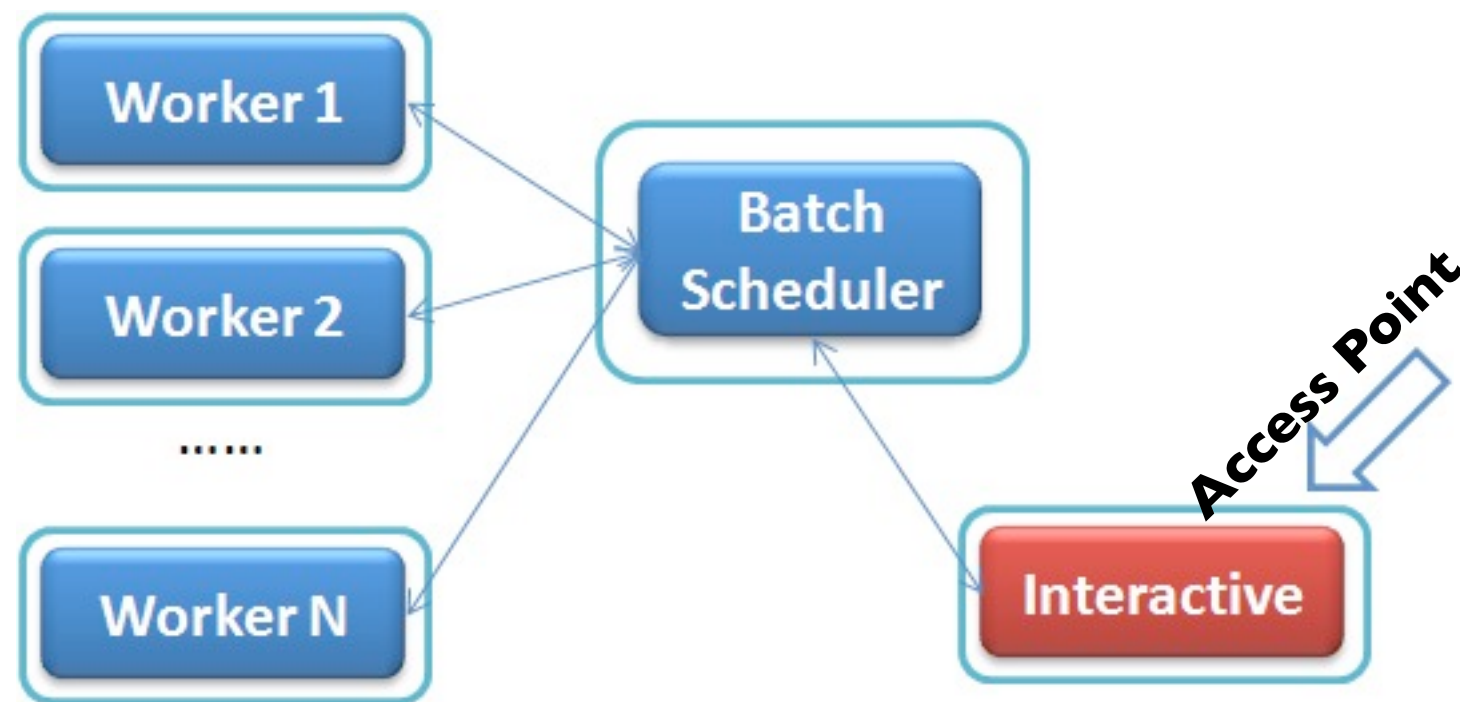 Worker 1
Worker 2
......
Worker N
Batch
Scheduler
Access Point
Interactive